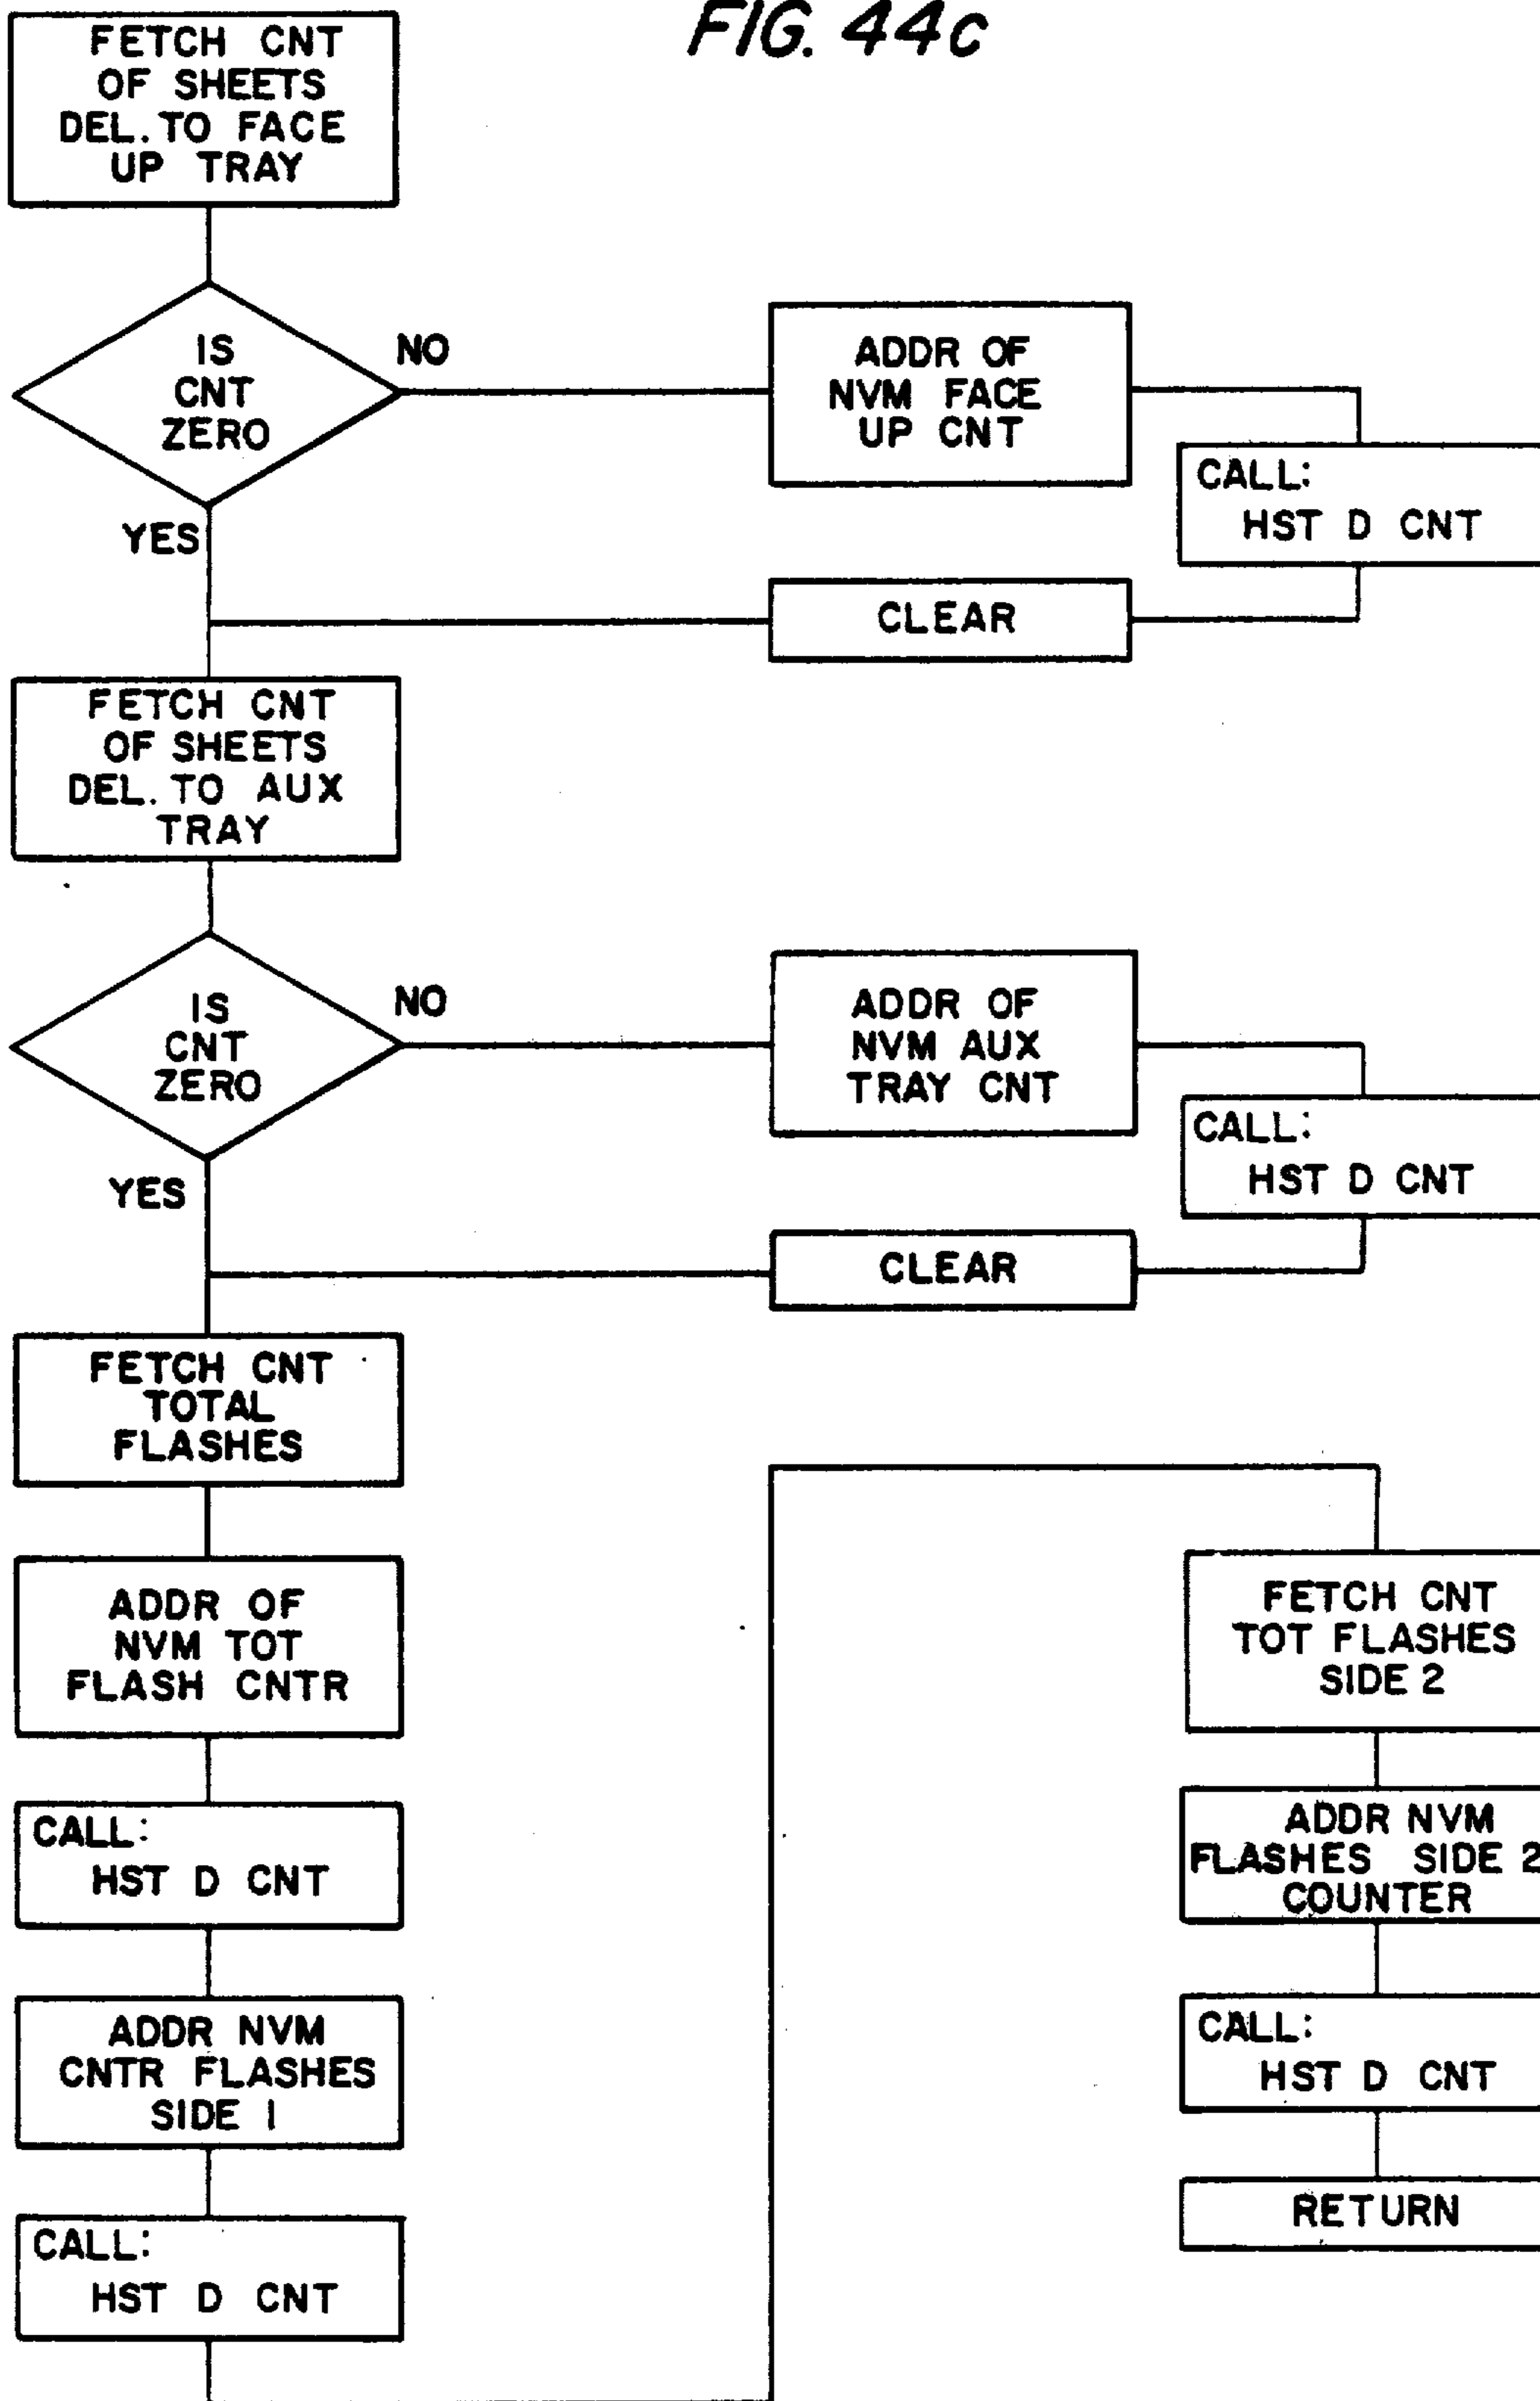 FIG. 44c
FETCH CNT
OF SHEETS
DEL. TO FACE
UP TRAY
IS
CNT
ZERO
NO
YES
ADDR OF
NVM FACE
UP CNT
CALL:
HST D CNT
CLEAR
FETCH CNT
OF SHEETS
DEL. TO AUX
TRAY
IS
CNT
ZERO
NO
YES
ADDR OF
NVM AUX
TRAY CNT
CALL:
HST D CNT
CLEAR
FETCH CNT
TOTAL
FLASHES
ADDR OF
NVM TOT
FLASH CNTR
CALL:
HST D CNT
ADDR NVM
CNTR FLASHES
SIDE 1
CALL:
HST D CNT
FETCH CNT
TOT FLASHES
SIDE 2
ADDR NVM
FLASHES SIDE 2
COUNTER
CALL:
HST D CNT
RETURN